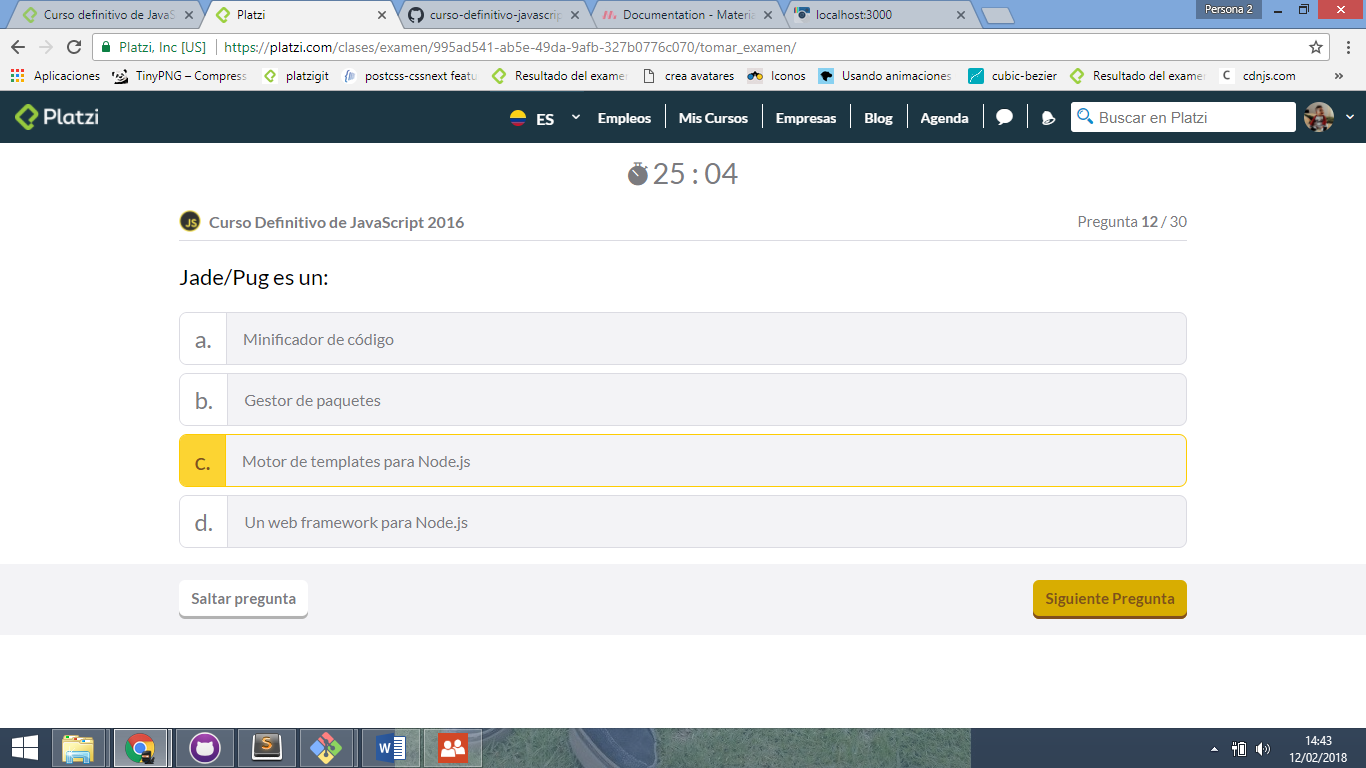 Persona 2
Curso definitivo de JavaS
Platzi
curso-definitivo-javascrip
Documentation - Materia
localhost:3000
Platzi, Inc [US]
https://platzi.com/clases/examen/995ad541-ab5e-49da-9afb-327b0776c070/tomar_examen/
Aplicaciones
TinyPNG – Compress
platzigit
postcss-cssnext featu
Resultado del exame
crea avatares
Iconos
Usando animaciones
cubic-bezier
Resultado del exame
C
cdnjs.com
»
Platzi
ES
Empleos
Mis Cursos
Empresas
Blog
Agenda
Buscar en Platzi
25 : 04
JS
Curso Definitivo de JavaScript 2016
Pregunta 12 / 30
Jade/Pug es un:
a. Minificador de código
b. Gestor de paquetes
c. Motor de templates para Node.js
d. Un web framework para Node.js
Saltar pregunta
Siguiente Pregunta
S
W
14:43
12/02/2018